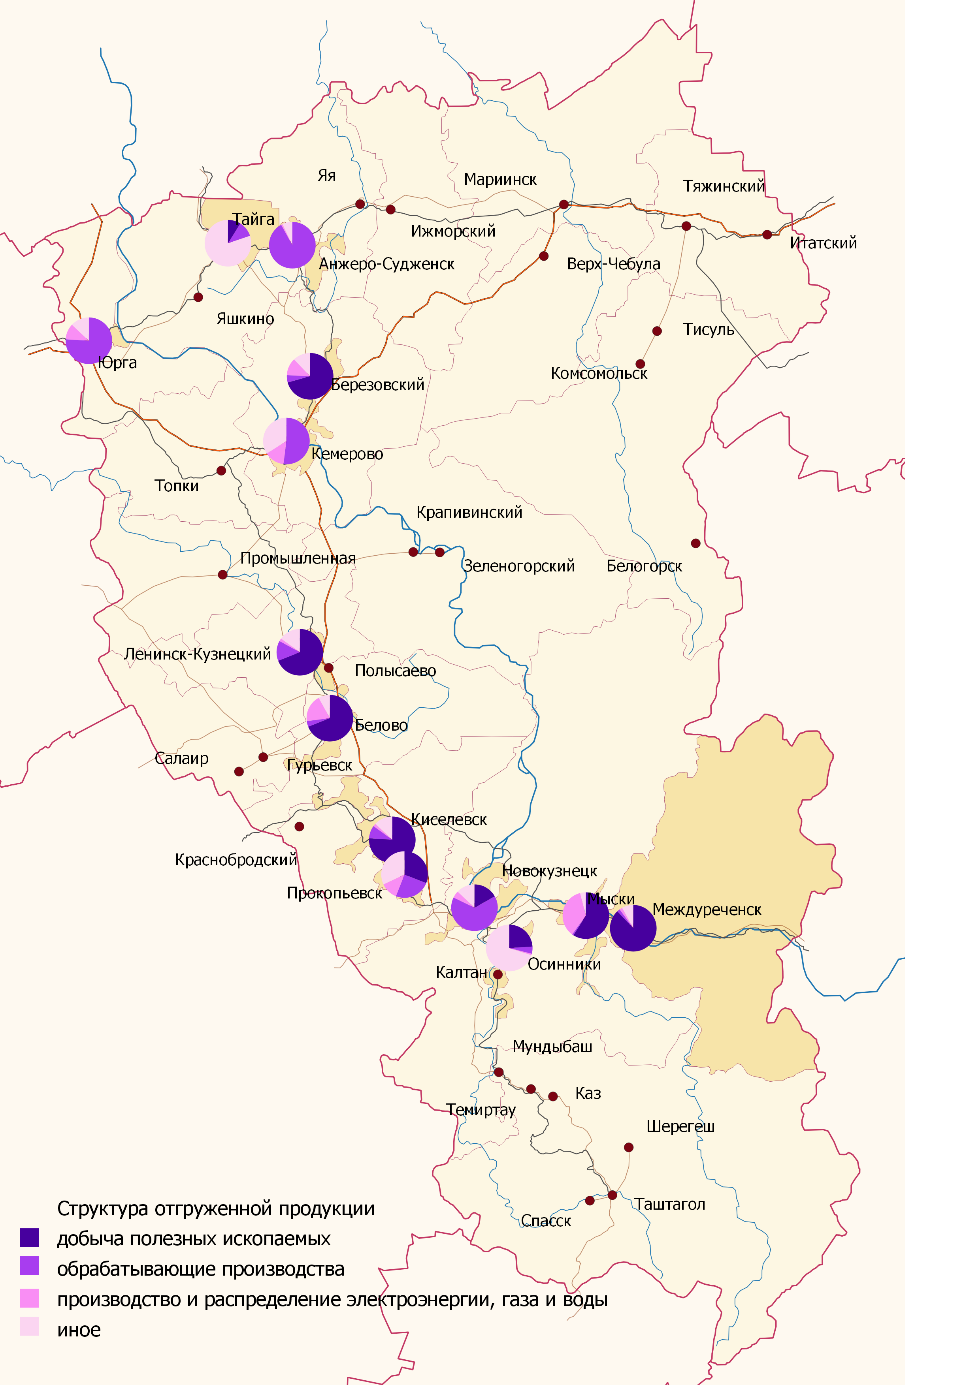 Яя
Мариинск
Тяжинский
Тайга
Ижморский
Итатский
Анжеро-Судженск
Верх-Чебула
Яшкино
Тисуль
Юрга
Комсомольск
Березовский
Кемерово
Топки
Крапивинский
Промышленная
Зеленогорский
Белогорск
Ленинск-Кузнецкий
Полысаево
Белово
Салаир
Гурьевск
Киселевск
Краснобродский
Новокузнецк
Прокопьевск
Мыски
Междуреченск
Осинники
Калтан
Мундыбаш
Каз
Темиртау
Шерегеш
Таштагол
Спасск
Структура отгруженной продукции
добыча полезных ископаемых
обрабатывающие производства
производство и распределение электроэнергии, газа и воды
иное